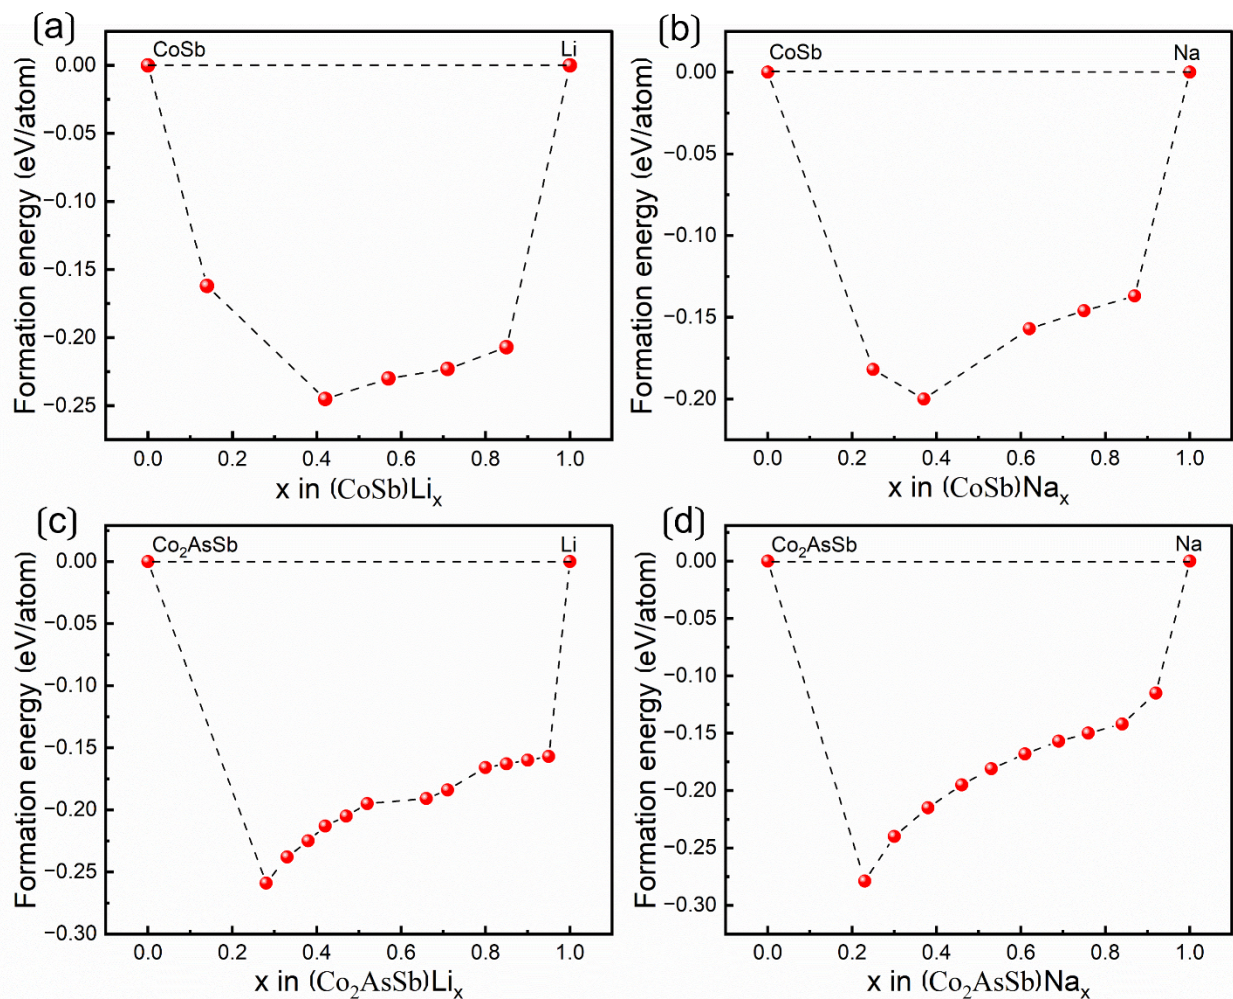 (a)
CoSb
Li
0.00
−0.05
−0.10
−0.15
−0.20
−0.25
Formation energy (eV/atom)
0.0 0.2 0.4 0.6 0.8 1.0
x in (CoSb)Liₓ
(b)
CoSb
Na
0.00
−0.05
−0.10
−0.15
−0.20
Formation energy (eV/atom)
0.0 0.2 0.4 0.6 0.8 1.0
x in (CoSb)Naₓ
(c)
Co₂AsSb
Li
0.00
−0.05
−0.10
−0.15
−0.20
−0.25
−0.30
Formation energy (eV/atom)
0.0 0.2 0.4 0.6 0.8 1.0
x in (Co₂AsSb)Liₓ
(d)
Co₂AsSb
Na
0.00
−0.05
−0.10
−0.15
−0.20
−0.25
−0.30
Formation energy (eV/atom)
0.0 0.2 0.4 0.6 0.8 1.0
x in (Co₂AsSb)Naₓ